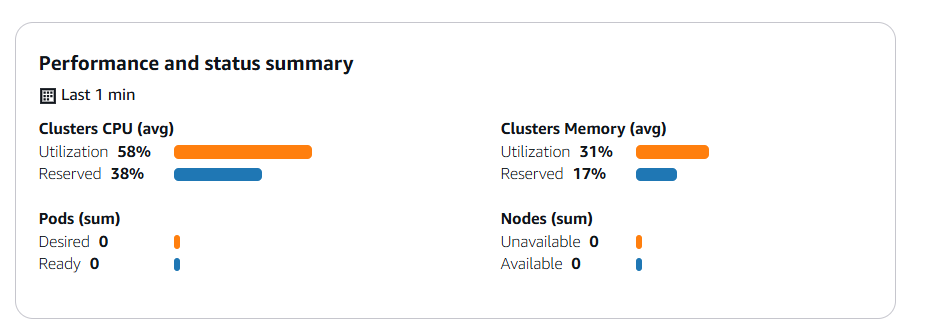 Performance and status summary
Last 1 min
Clusters CPU (avg)
Utilization 58%
Reserved 38%
Clusters Memory (avg)
Utilization 31%
Reserved 17%
Pods (sum)
Desired 0
Ready 0
Nodes (sum)
Unavailable 0
Available 0